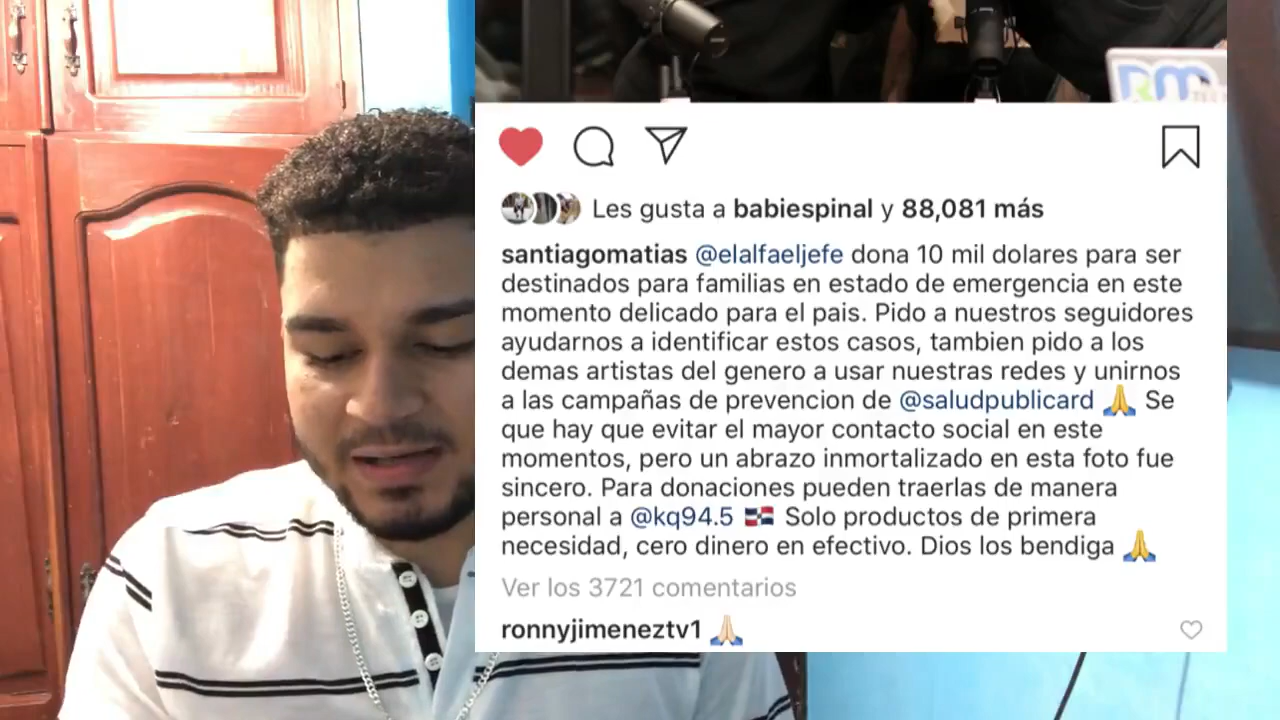 Les gusta a babiespinal y 88,081 más
santiagomatias @elalfaeljefe dona 10 mil dolares para ser
destinados para familias en estado de emergencia en este
momento delicado para el pais. Pido a nuestros seguidores
ayudarnos a identificar estos casos, tambien pido a los
demas artistas del genero a usar nuestras redes y unirnos
a las campañas de prevencion de @saludpublicard 🙏 Se
que hay que evitar el mayor contacto social en este
momentos, pero un abrazo inmortalizado en esta foto fue
sincero. Para donaciones pueden traerlas de manera
personal a @kq94.5 🇩🇴 Solo productos de primera
necesidad, cero dinero en efectivo. Dios los bendiga 🙏
Ver los 3721 comentarios
ronnyjimeneztv1 🙏🏻